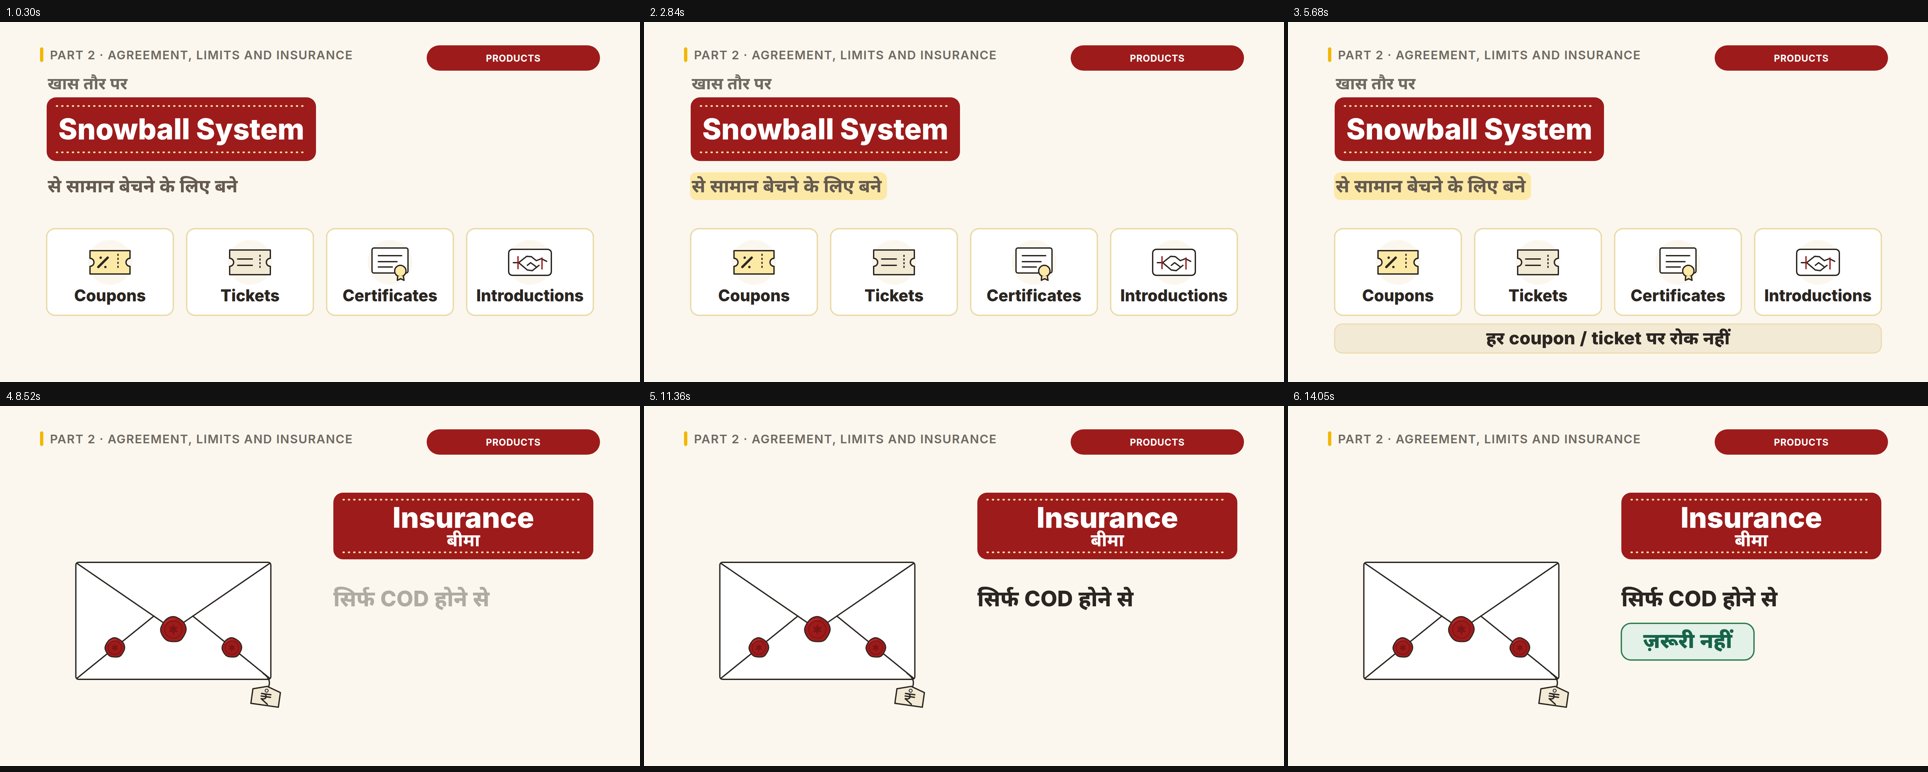 1. 0.30s
PART 2 · AGREEMENT, LIMITS AND INSURANCE
PRODUCTS
खास तौर पर
Snowball System
से सामान बेचने के लिए बने
Coupons
Tickets
Certificates
Introductions
2. 2.84s
PART 2 · AGREEMENT, LIMITS AND INSURANCE
PRODUCTS
खास तौर पर
Snowball System
से सामान बेचने के लिए बने
Coupons
Tickets
Certificates
Introductions
3. 5.68s
PART 2 · AGREEMENT, LIMITS AND INSURANCE
PRODUCTS
खास तौर पर
Snowball System
से सामान बेचने के लिए बने
Coupons
Tickets
Certificates
Introductions
हर coupon / ticket पर रोक नहीं
4. 8.52s
PART 2 · AGREEMENT, LIMITS AND INSURANCE
PRODUCTS
Insurance
बीमा
सिर्फ COD होने से
₹
5. 11.36s
PART 2 · AGREEMENT, LIMITS AND INSURANCE
PRODUCTS
Insurance
बीमा
सिर्फ COD होने से
₹
6. 14.05s
PART 2 · AGREEMENT, LIMITS AND INSURANCE
PRODUCTS
Insurance
बीमा
सिर्फ COD होने से
ज़रूरी नहीं
₹